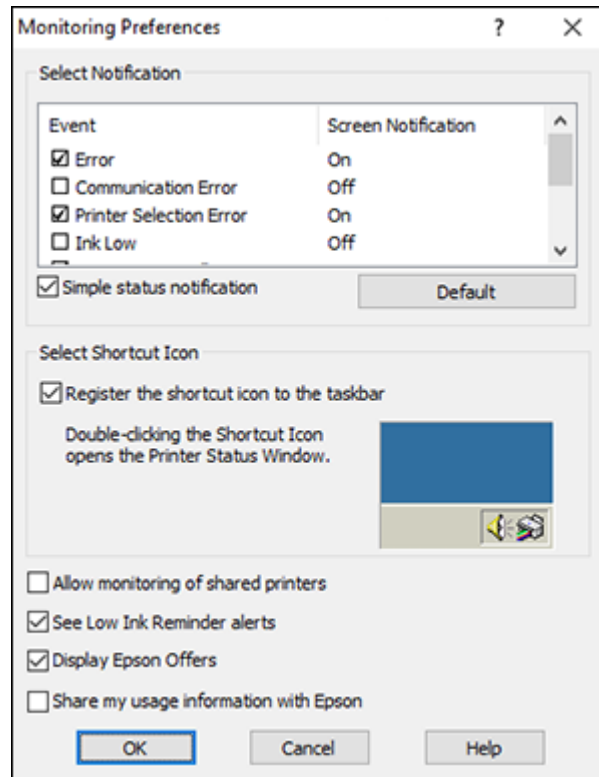 Monitoring Preferences ?
Select Notification
Event Screen Notification
Error On
Communication Error Off
Printer Selection Error On
Ink Low Off
Simple status notification Default
Select Shortcut Icon
Register the shortcut icon to the taskbar
Double-clicking the Shortcut Icon
opens the Printer Status Window.
Allow monitoring of shared printers
See Low Ink Reminder alerts
Display Epson Offers
Share my usage information with Epson
OK Cancel Help